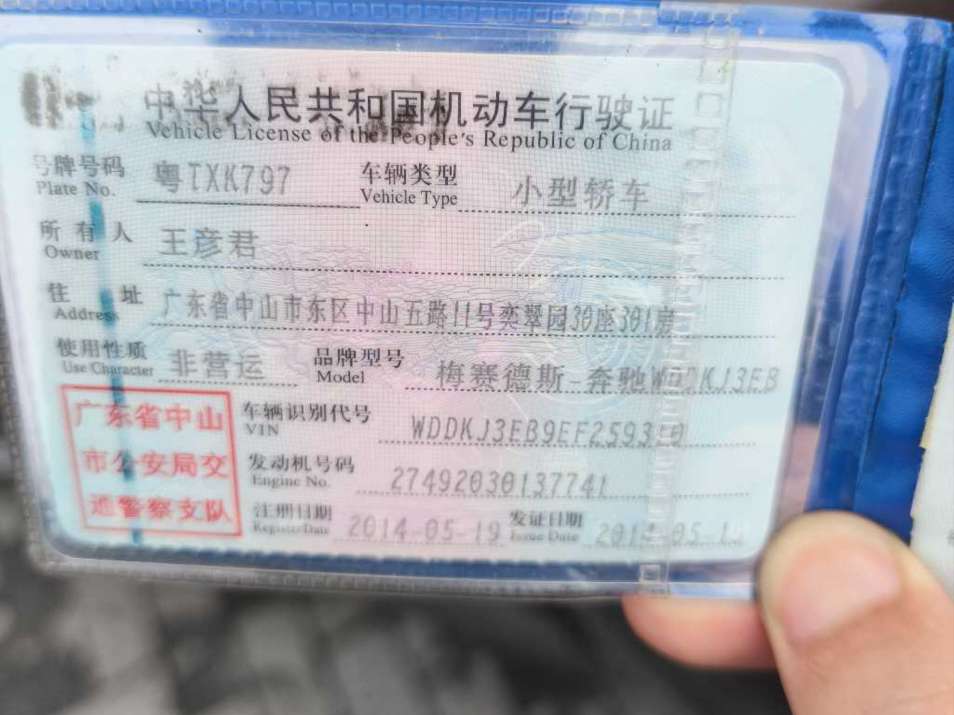 中华人民共和国机动车行驶证
Vehicle License of the People's Republic of China
号牌号码 粤TXK797 车辆类型 小型轿车
Plate No. Vehicle Type
所有人 王彦君
Owner
住址 广东省中山市东区中山五路11号奕翠园30座301房
Address
使用性质 非营运 品牌型号 梅赛德斯-奔驰WDDKJ3EB
Use Character Model
广东省中山
市公安局交
通警察支队
车辆识别代号
VIN
发动机号码 27492030137741
Engine No.
注册日期 2014-05-19 发证日期
Register Date Issue Date